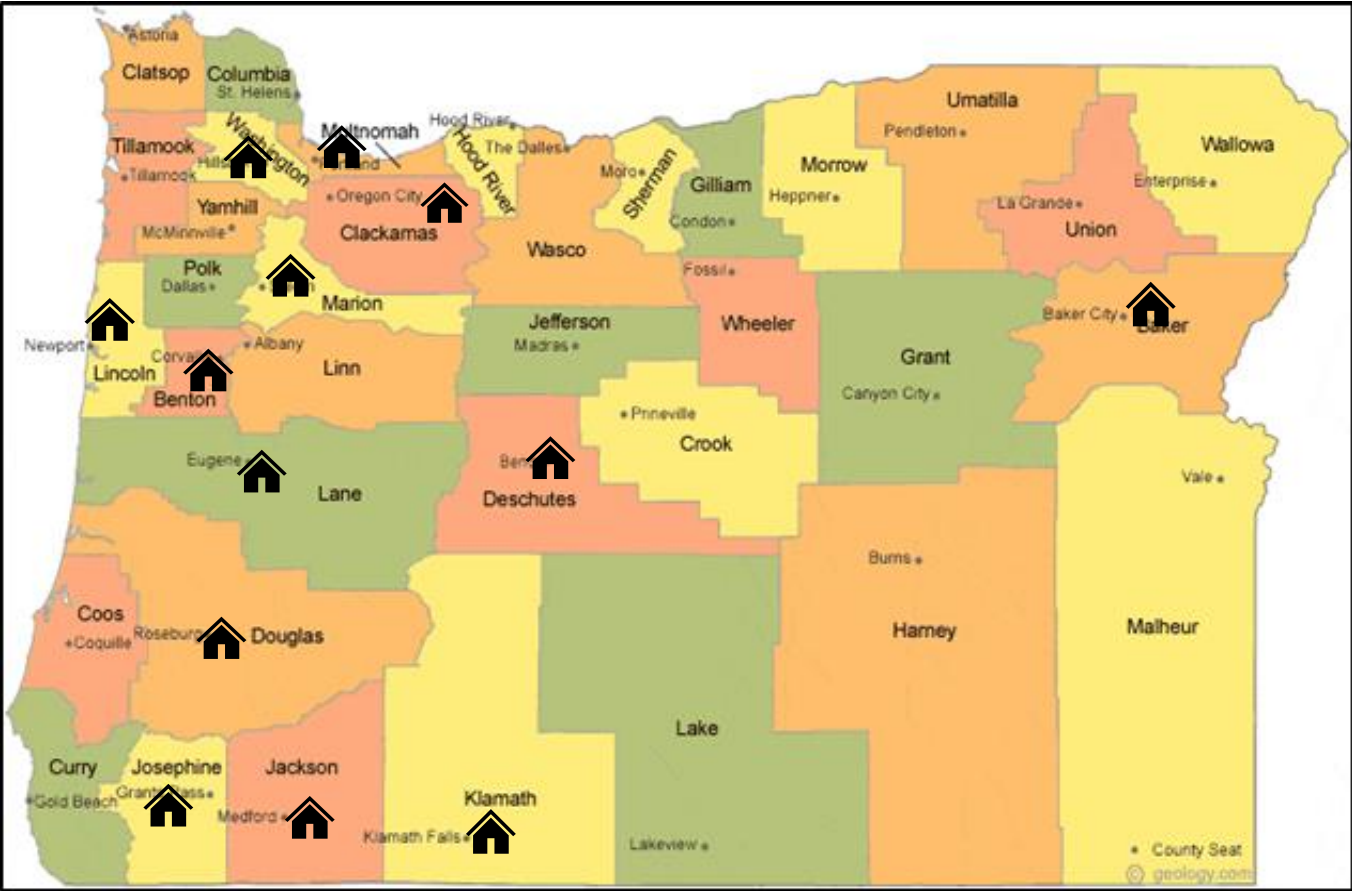 Astoria
Clatsop
Columbia
St. Helens
Washington
Multnomah
Hood River
Hood River
The Dalles
Tillamook
Tillamook
Oregon City
Clackamas
Yamhill
McMinnville
Wasco
Moro
Sherman
Gilliam
Condon
Morrow
Heppner
Umatilla
Pendleton
Wallowa
Enterprise
La Grande
Union
Polk
Dallas
Marion
Fossil
Wheeler
Jefferson
Madras
Grant
Canyon City
Baker City
Baker
Newport
Lincoln
Benton
Albany
Linn
Prineville
Crook
Eugene
Lane
Deschutes
Vale
Burns
Harney
Malheur
Coos
Coquille
Roseburg
Douglas
Lake
Lakeview
Curry
Gold Beach
Josephine
Jackson
Medford
Klamath
Klamath Falls
County Seat
© geology.com